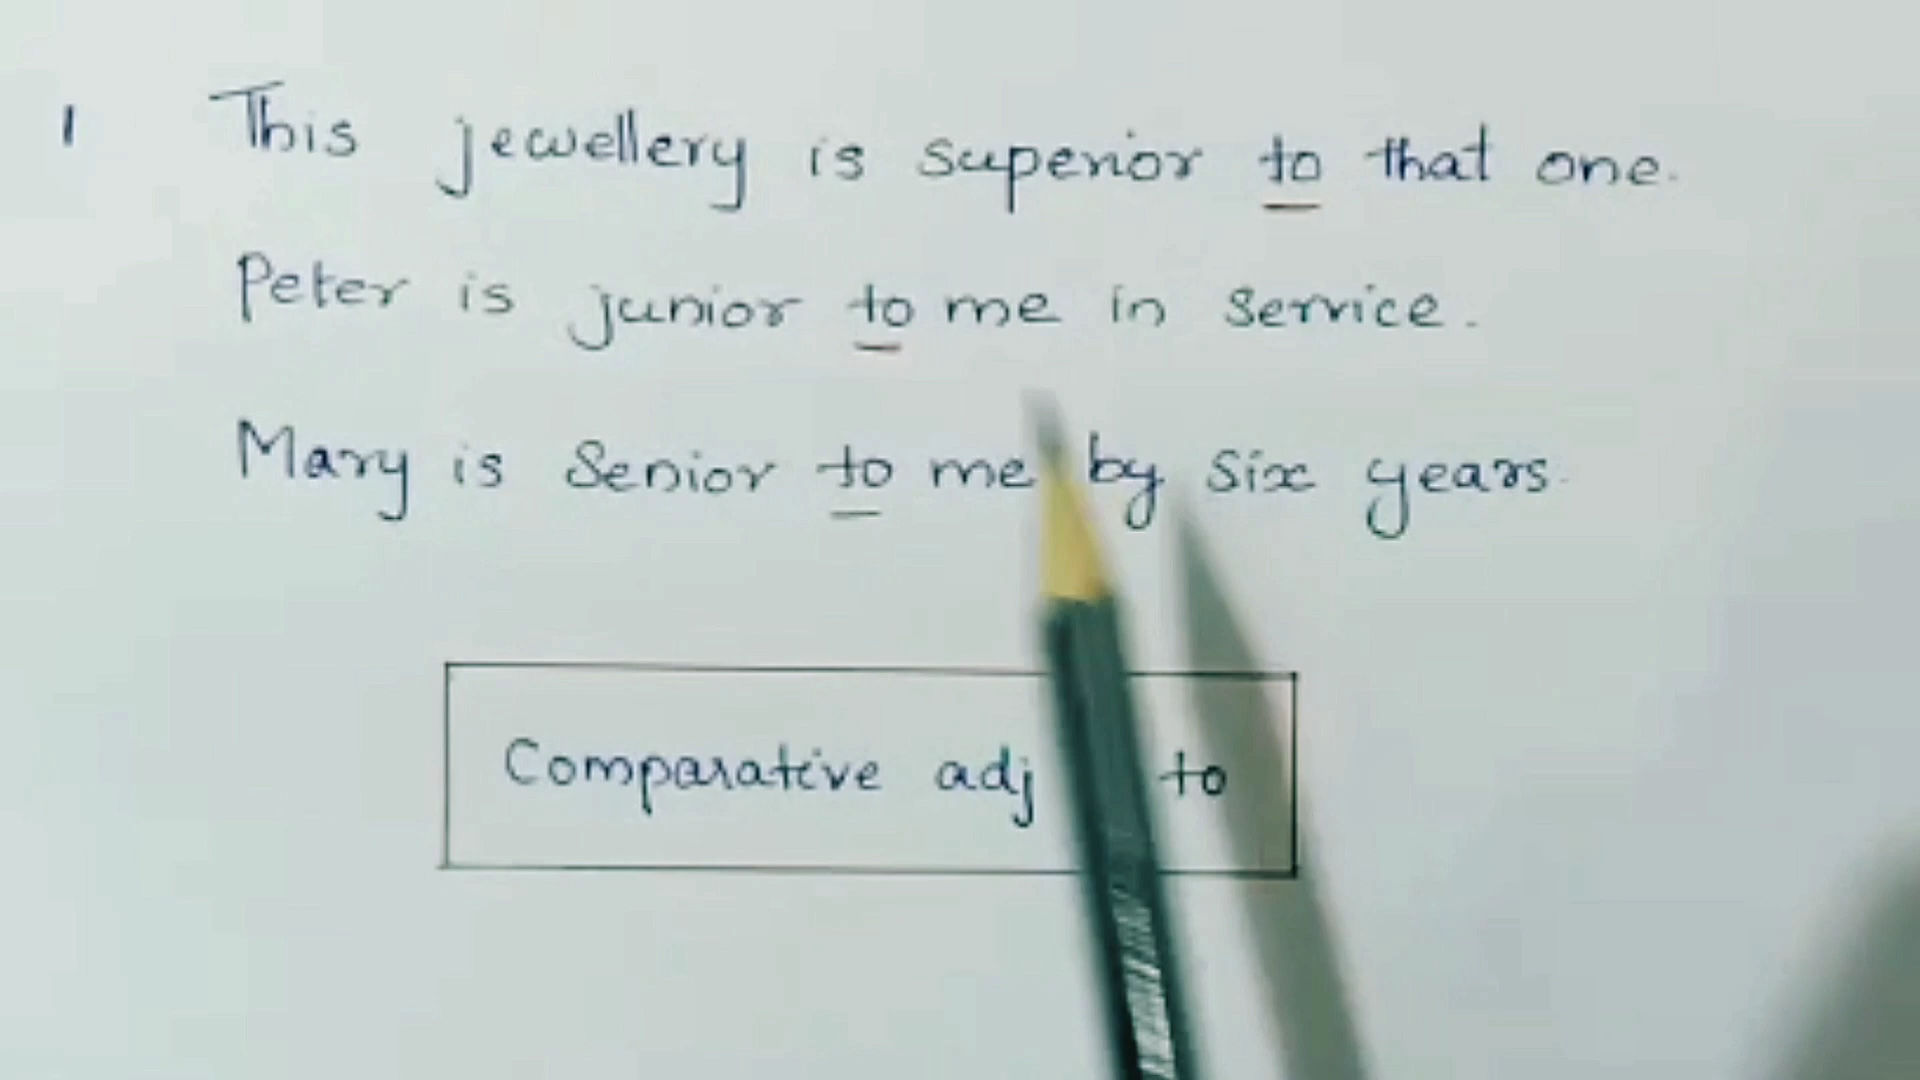 1 This jewellery is superior to that one.
Peter is junior to me in service.
Mary is Senior to me by six years.
Comparative adj to